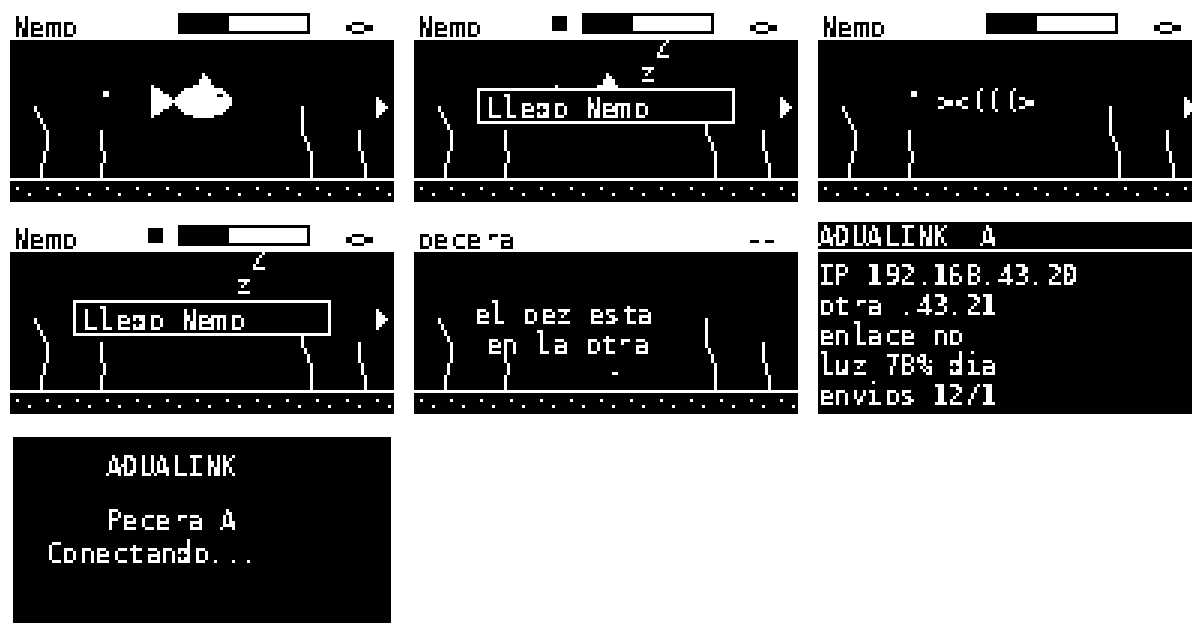 Nemo
Nemo
z
Z
Llego Nemo
Nemo
><(((>
Nemo
z
Z
Llego Nemo
pecera --
el pez esta
en la otra
AQUALINK A
IP 192.168.43.20
otra .43.21
enlace no
luz 78% dia
envios 12/1
AQUALINK
Pecera A
Conectando...